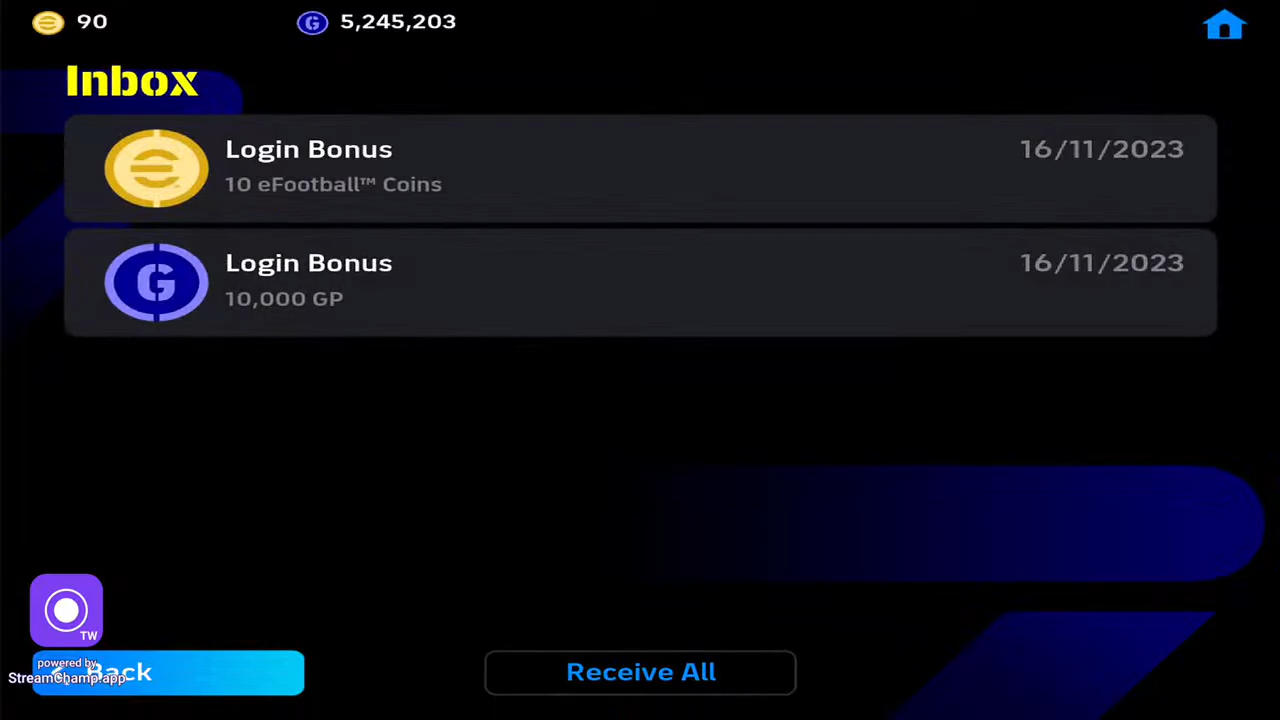 90
G 5,245,203
Inbox
Login Bonus
16/11/2023
10 eFootball™ Coins
G
Login Bonus
16/11/2023
10,000 GP
TW
powered by
StreamChamp.app
Back
Receive All